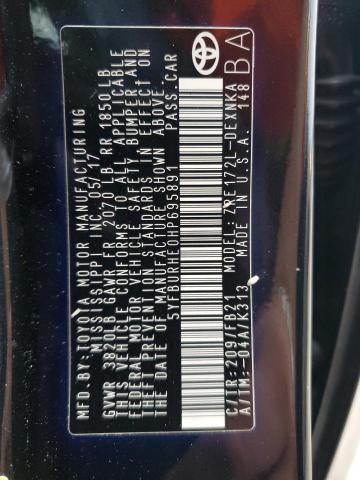 MFD.BY:TOYOTA MOTOR MANUFACTURING
MISSISSIPPI INC 05/17
GVWR 3820LB GAWR FR 2070LB RR 1850LB
THIS VEHICLE CONFORMS TO ALL APPLICABLE
FEDERAL MOTOR VEHICLE SAFETY, BUMPER AND
THEFT PREVENTION STANDARDS IN EFFECT ON
THE DATE OF MANUFACTURE SHOWN ABOVE.
5YFBURHE0HP695891 PASS.CAR
C/TR:209/FB21 MODEL:ZRE172L-DEXNKA
A/TM:-04A/K313 MADE IN U.S.A. 148
BA